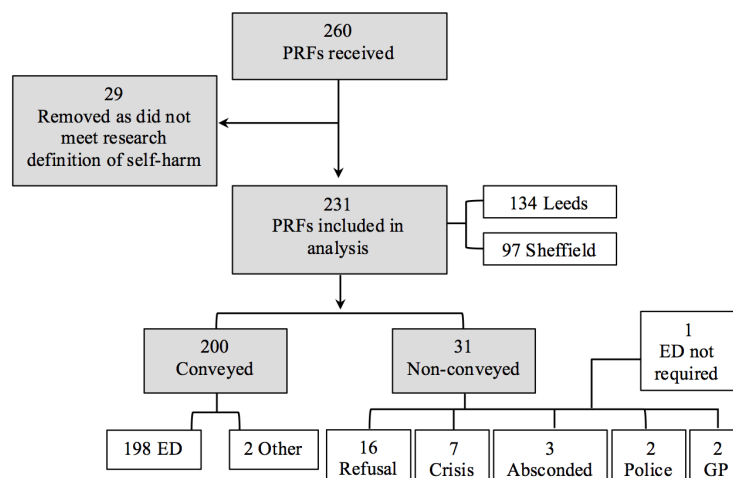 260
PRFs received
29
Removed as did not
meet research
definition of self-harm
231
PRFs included in
analysis
134 Leeds
97 Sheffield
200
Conveyed
31
Non-conveyed
1
ED not
required
198 ED
2 Other
16
Refusal
7
Crisis
3
Absconded
2
Police
2
GP